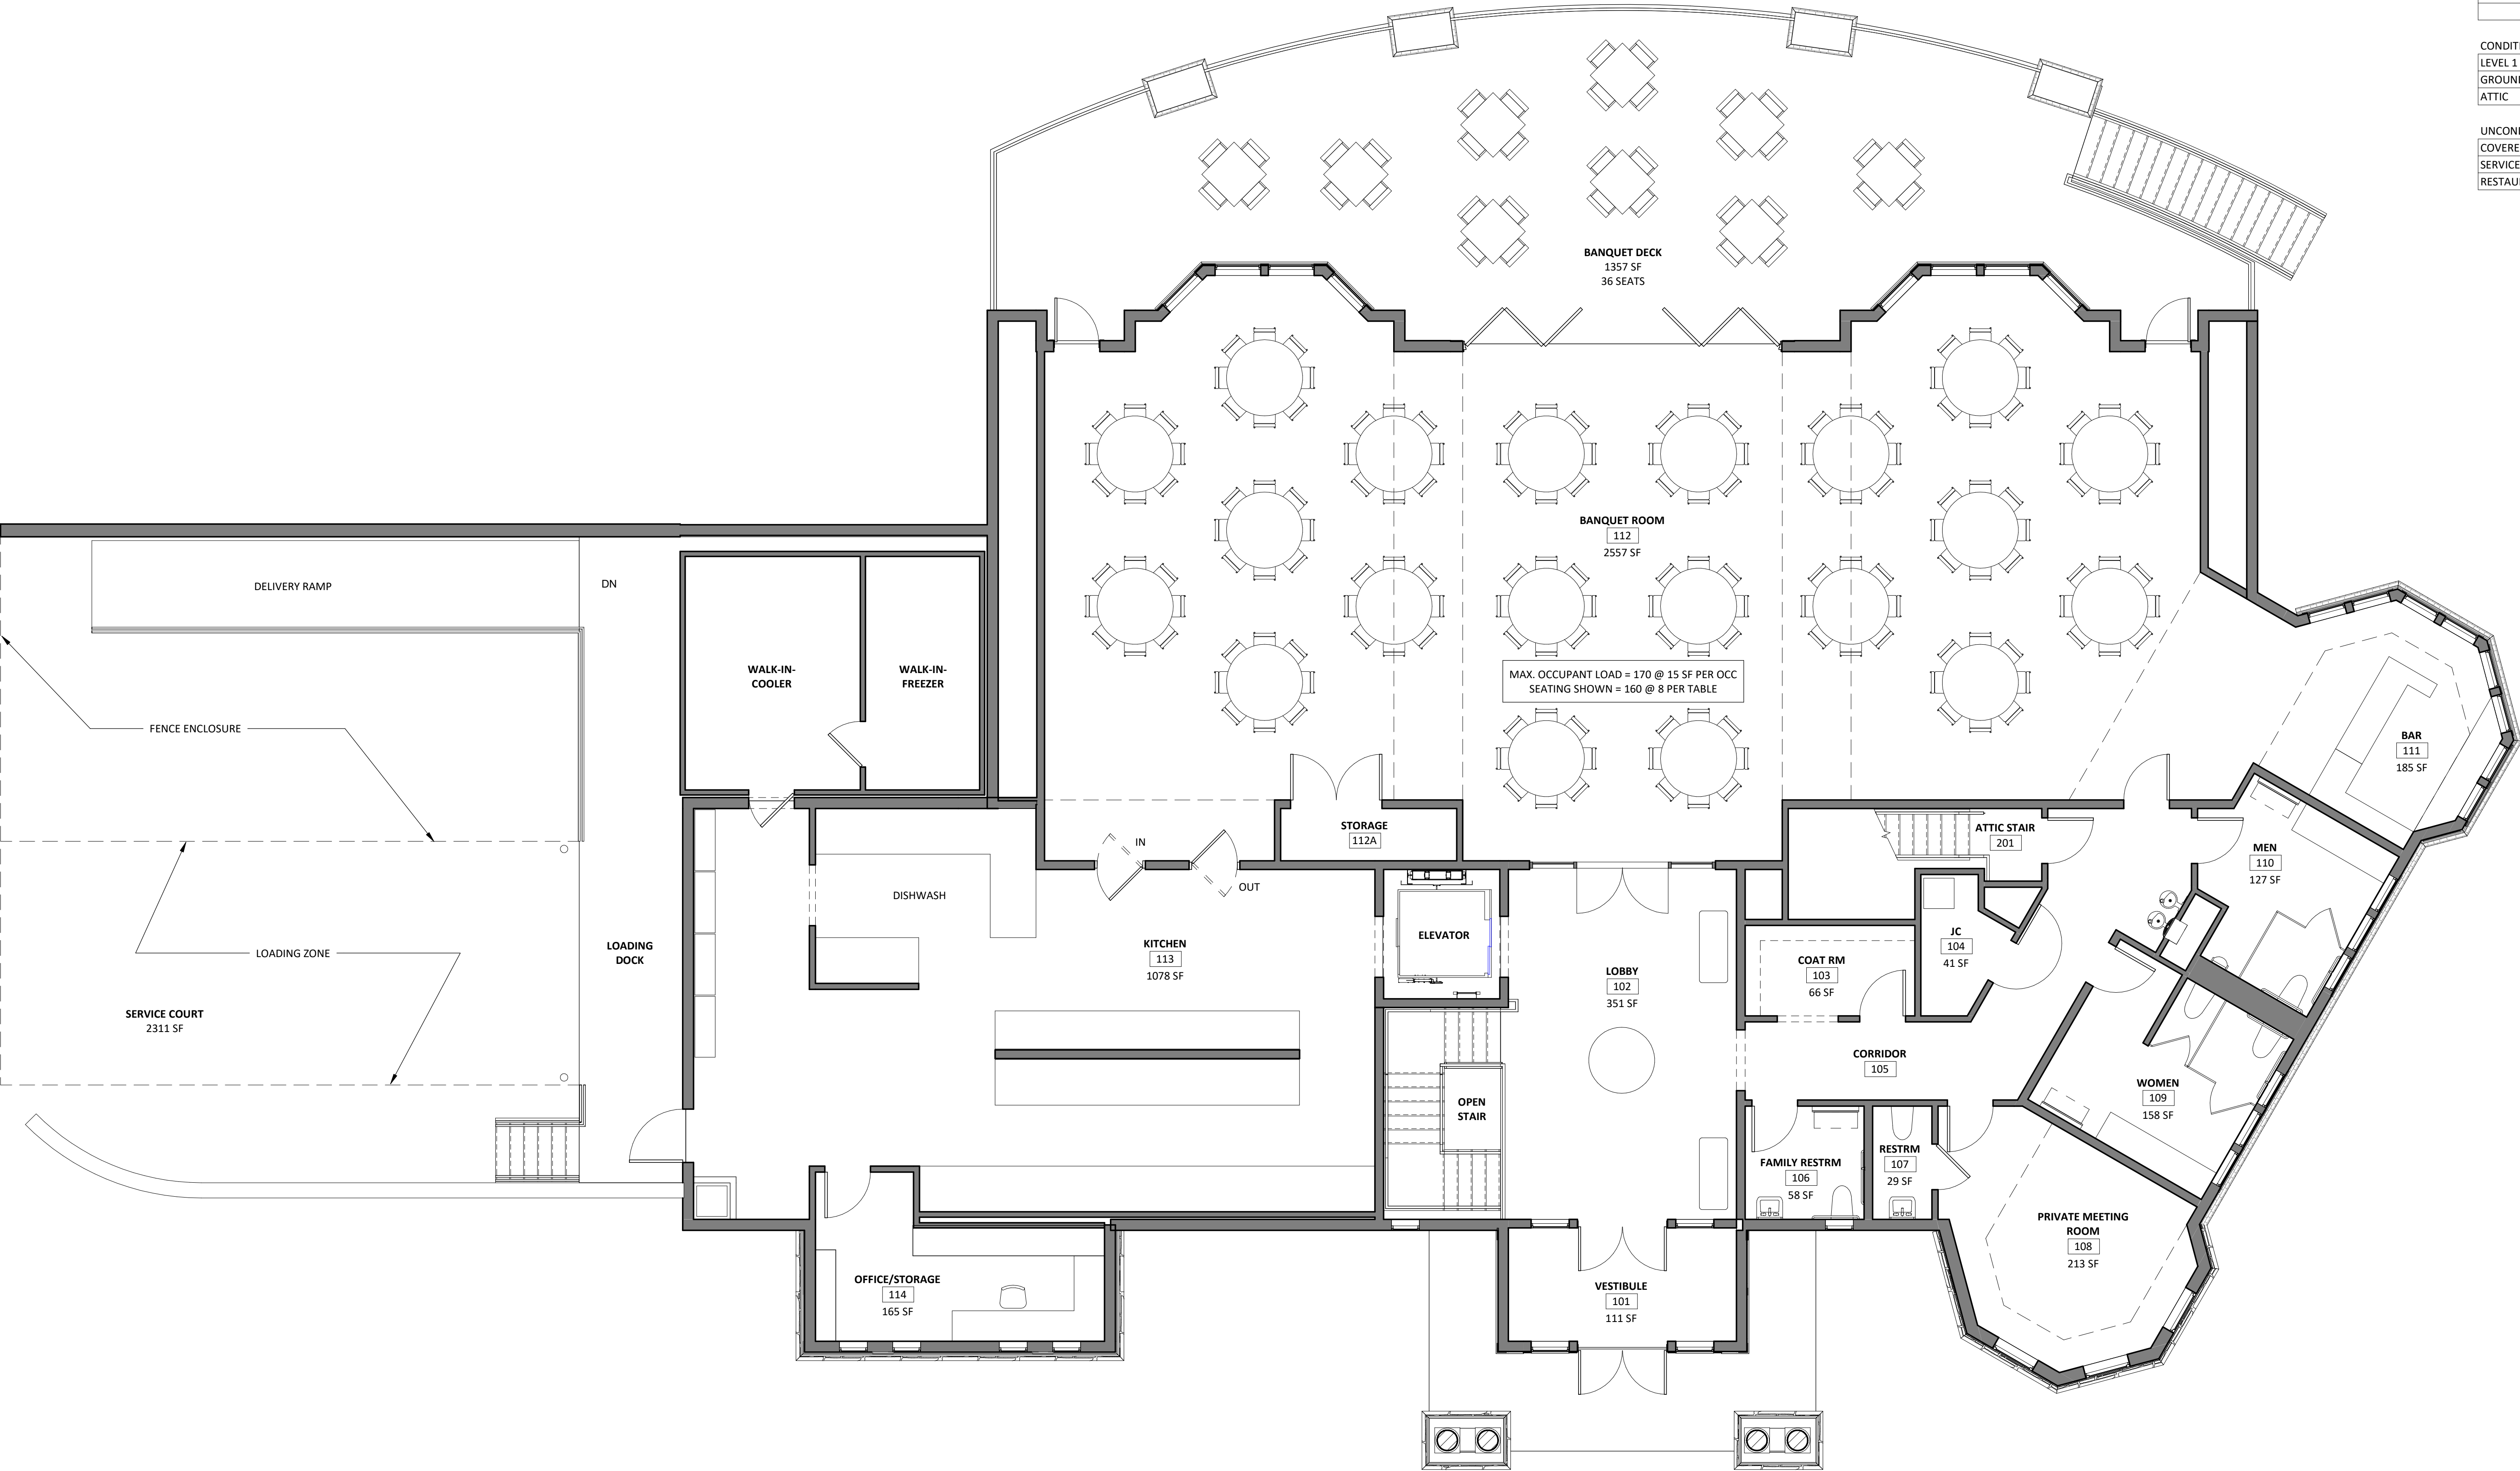 CONDITI
LEVEL 1
GROUN
ATTIC
UNCON
COVERE
SERVICE
RESTAU
BANQUET DECK
1357 SF
36 SEATS
BANQUET ROOM
112
2557 SF
MAX. OCCUPANT LOAD = 170 @ 15 SF PER OCC
SEATING SHOWN = 160 @ 8 PER TABLE
DELIVERY RAMP
DN
FENCE ENCLOSURE
WALK-IN-
COOLER
WALK-IN-
FREEZER
LOADING ZONE
LOADING
DOCK
SERVICE COURT
2311 SF
DISHWASH
IN
OUT
STORAGE
112A
KITCHEN
113
1078 SF
ELEVATOR
LOBBY
102
351 SF
OPEN
STAIR
ATTIC STAIR
201
BAR
111
185 SF
MEN
110
127 SF
JC
104
41 SF
COAT RM
103
66 SF
CORRIDOR
105
WOMEN
109
158 SF
FAMILY RESTRM
106
58 SF
RESTRM
107
29 SF
PRIVATE MEETING
ROOM
108
213 SF
OFFICE/STORAGE
114
165 SF
VESTIBULE
101
111 SF